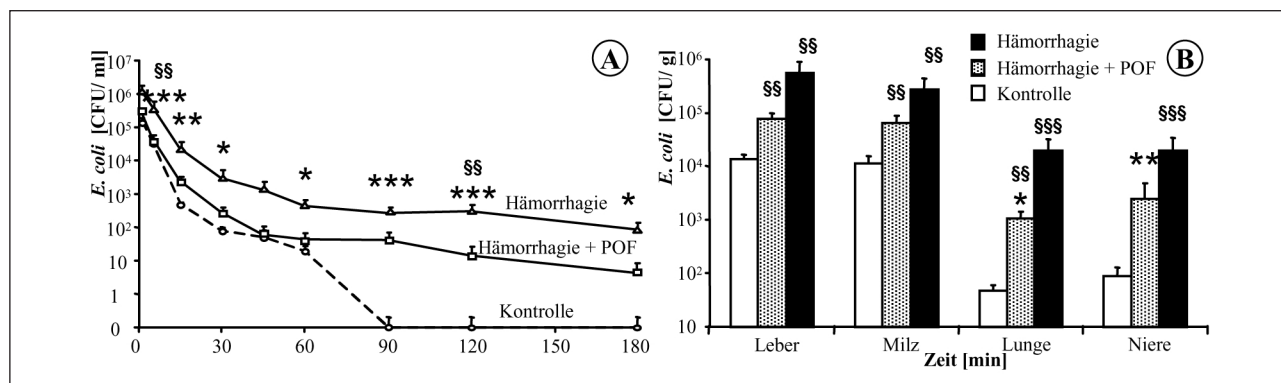 E. coli [CFU/ ml]
10⁷
10⁶
10⁵
10⁴
10³
10²
10
1
0
§§
***
**
*
*
***
§§
***
*
A
Hämorrhagie
Hämorrhagie + POF
Kontrolle
0 30 60 90 120 150 180
E. coli [CFU/ g]
10⁶
10⁵
10⁴
10³
10²
10
Hämorrhagie
Hämorrhagie + POF
Kontrolle
B
§§ §§ §§ §§ §§ * §§§ ** §§§
Leber Milz Lunge Niere
Zeit [min]